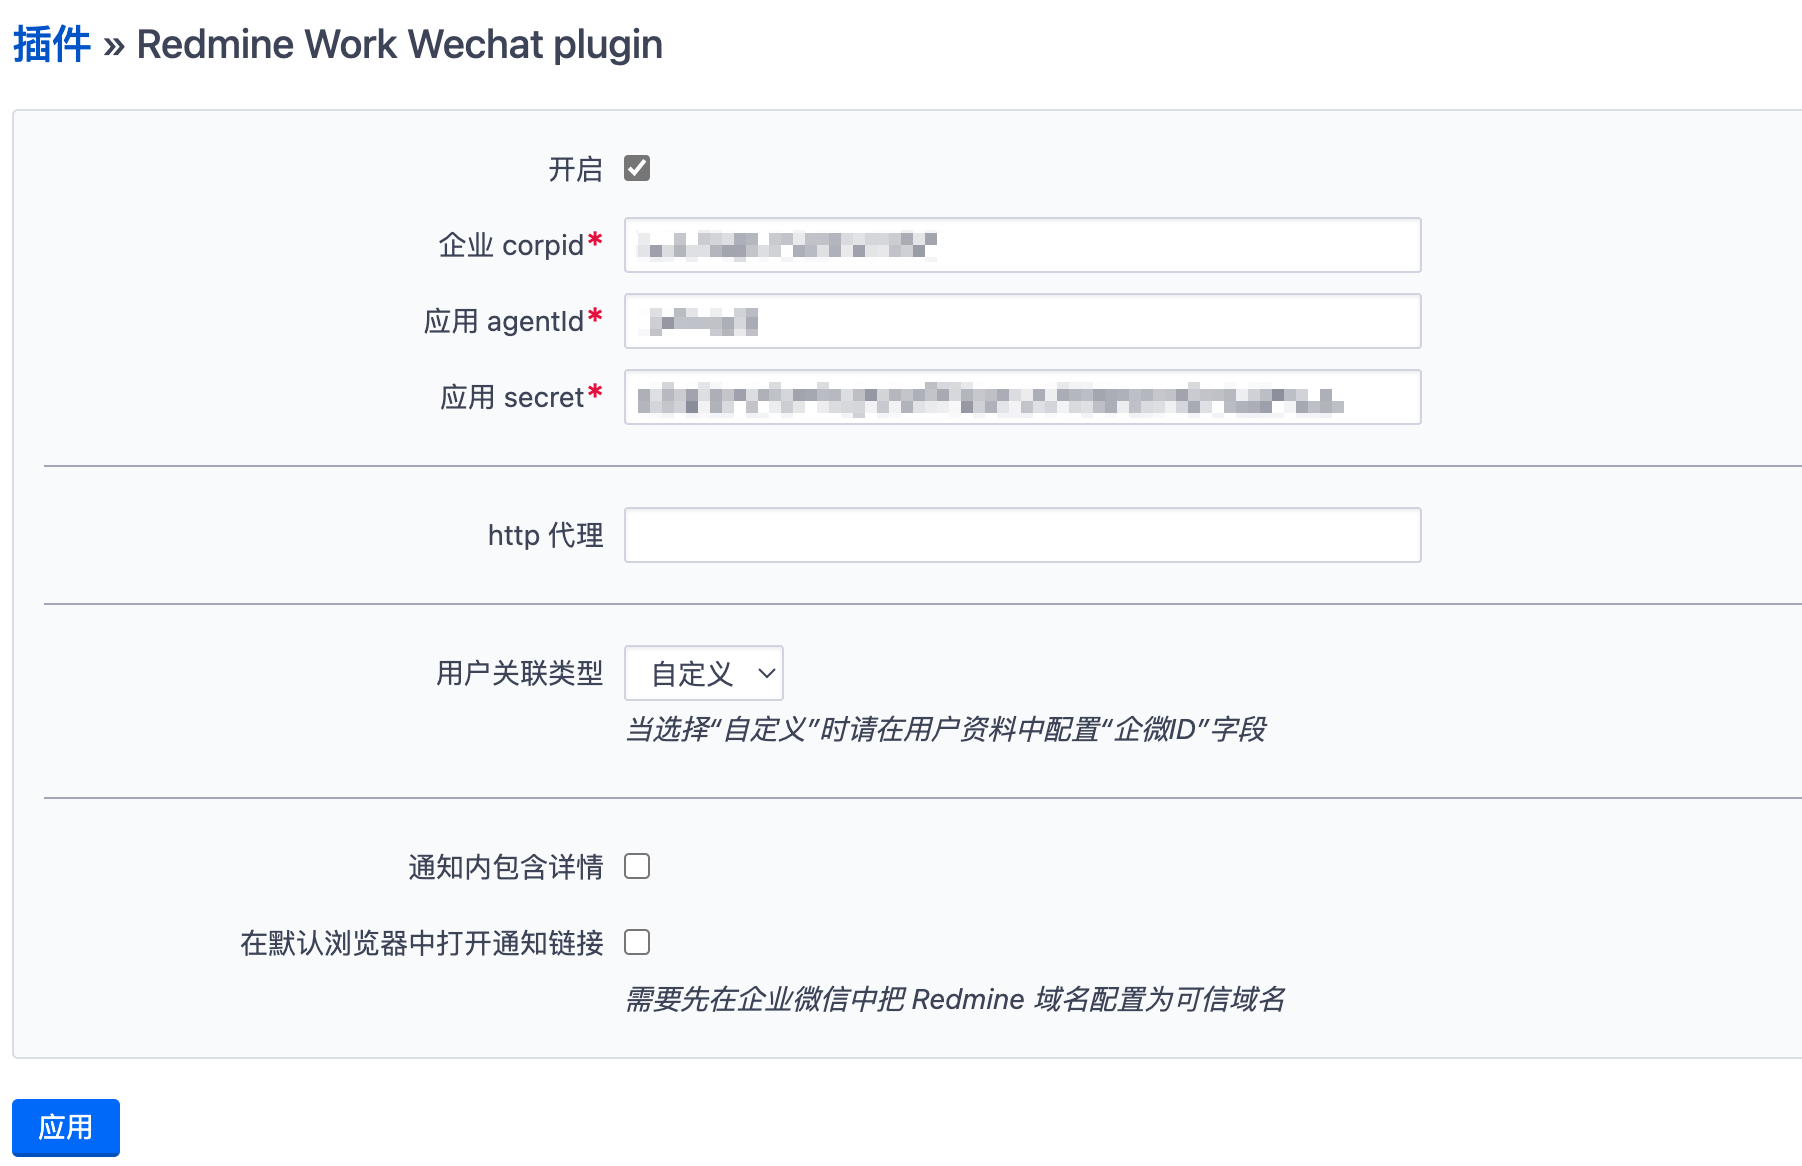 插件 » Redmine Work Wechat plugin
开启
企业 corpid*
应用 agentId*
应用 secret*
http 代理
用户关联类型 自定义
当选择“自定义”时请在用户资料中配置“企微ID”字段
通知内包含详情
在默认浏览器中打开通知链接
需要先在企业微信中把 Redmine 域名配置为可信域名
应用